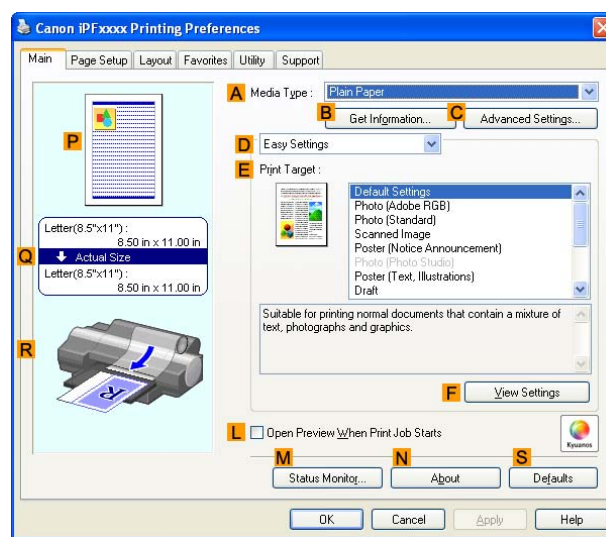 Canon iPFxxxx Printing Preferences
Main Page Setup Layout Favorites Utility Support
A Media Type : Plain Paper
B Get Information... C Advanced Settings...
D Easy Settings
E Print Target :
P
Default Settings
Photo (Adobe RGB)
Photo (Standard)
Scanned Image
Poster (Notice Announcement)
Photo (Photo Studio)
Poster (Text, Illustrations)
Draft
Letter(8.5"x11") :
8.50 in x 11.00 in
Q Actual Size
Letter(8.5"x11") :
8.50 in x 11.00 in
Suitable for printing normal documents that contain a mixture of
text, photographs and graphics.
R
R
F View Settings
L Open Preview When Print Job Starts
Kyuanos
M Status Monitor... N About S Defaults
OK Cancel Apply Help